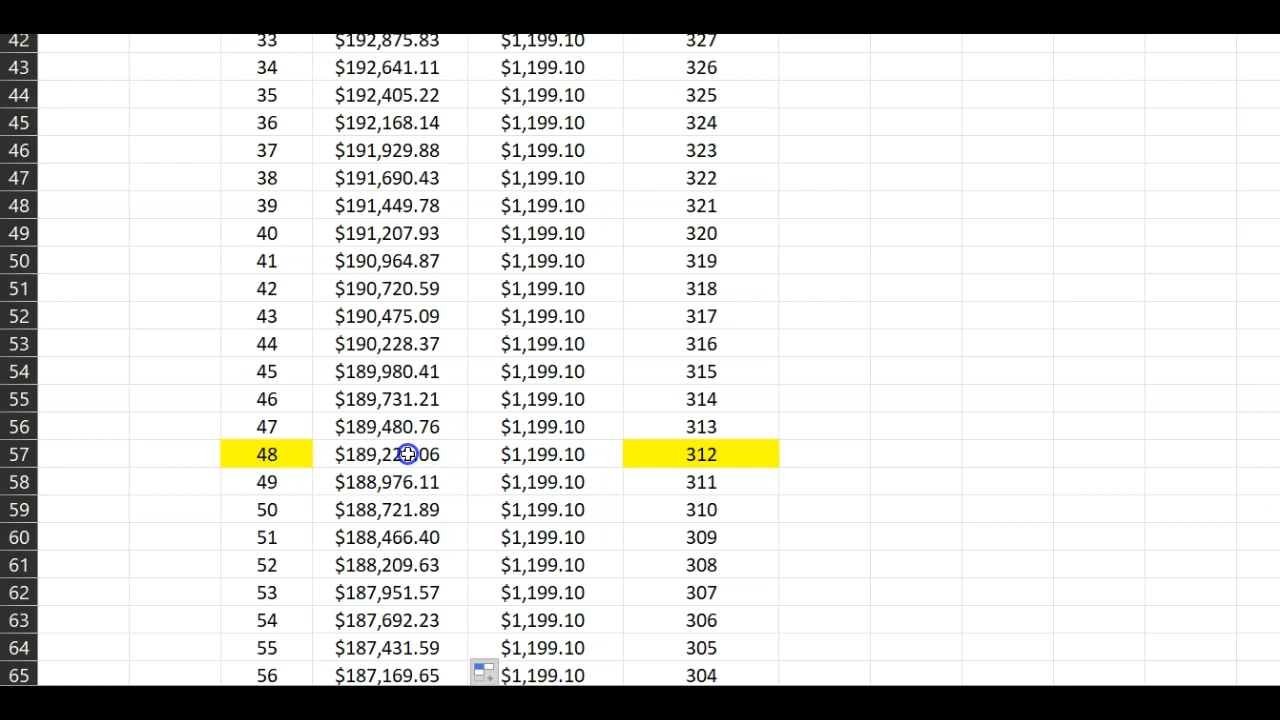 42 33 $192,875.83 $1,199.10 327
43 34 $192,641.11 $1,199.10 326
44 35 $192,405.22 $1,199.10 325
45 36 $192,168.14 $1,199.10 324
46 37 $191,929.88 $1,199.10 323
47 38 $191,690.43 $1,199.10 322
48 39 $191,449.78 $1,199.10 321
49 40 $191,207.93 $1,199.10 320
50 41 $190,964.87 $1,199.10 319
51 42 $190,720.59 $1,199.10 318
52 43 $190,475.09 $1,199.10 317
53 44 $190,228.37 $1,199.10 316
54 45 $189,980.41 $1,199.10 315
55 46 $189,731.21 $1,199.10 314
56 47 $189,480.76 $1,199.10 313
57 48 $1,199.10 312
58 49 $188,976.11 $1,199.10 311
59 50 $188,721.89 $1,199.10 310
60 51 $188,466.40 $1,199.10 309
61 52 $188,209.63 $1,199.10 308
62 53 $187,951.57 $1,199.10 307
63 54 $187,692.23 $1,199.10 306
64 55 $187,431.59 $1,199.10 305
65 56 $187,169.65 $1,199.10 304